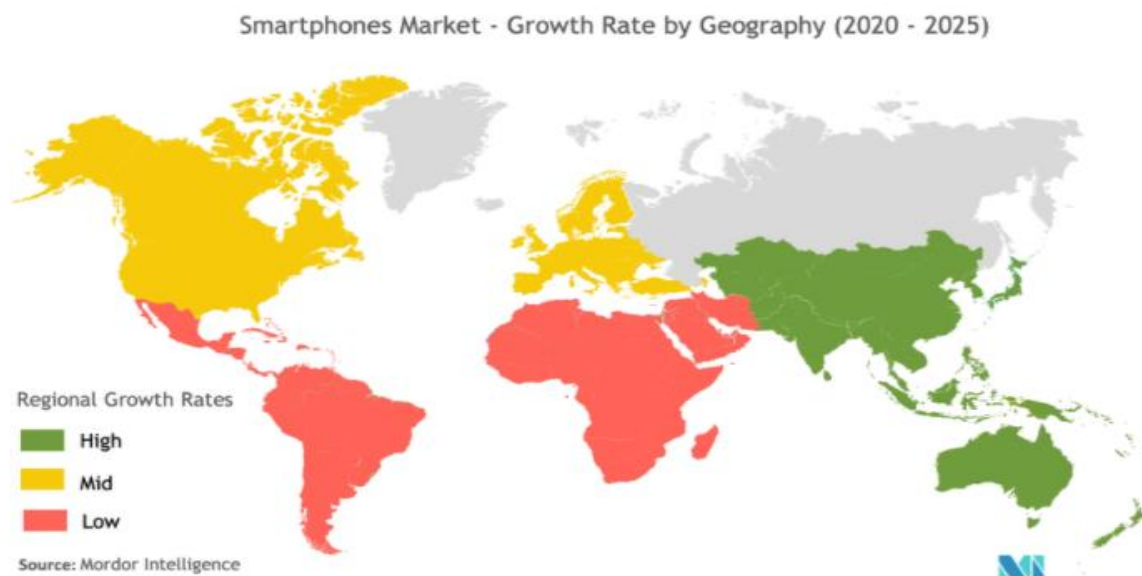 Smartphones Market - Growth Rate by Geography (2020 - 2025)
Regional Growth Rates
High
Mid
Low
Source: Mordor Intelligence